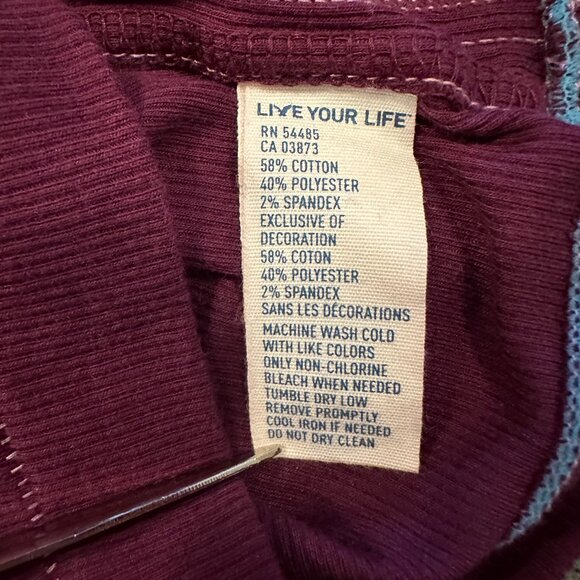 LIVE YOUR LIFE™
RN 54485
CA 03873
58% COTTON
40% POLYESTER
2% SPANDEX
EXCLUSIVE OF
DECORATION
58% COTON
40% POLYESTER
2% SPANDEX
SANS LES DÉCORATIONS
MACHINE WASH COLD
WITH LIKE COLORS
ONLY NON-CHLORINE
BLEACH WHEN NEEDED
TUMBLE DRY LOW
REMOVE PROMPTLY
COOL IRON IF NEEDED
DO NOT DRY CLEAN